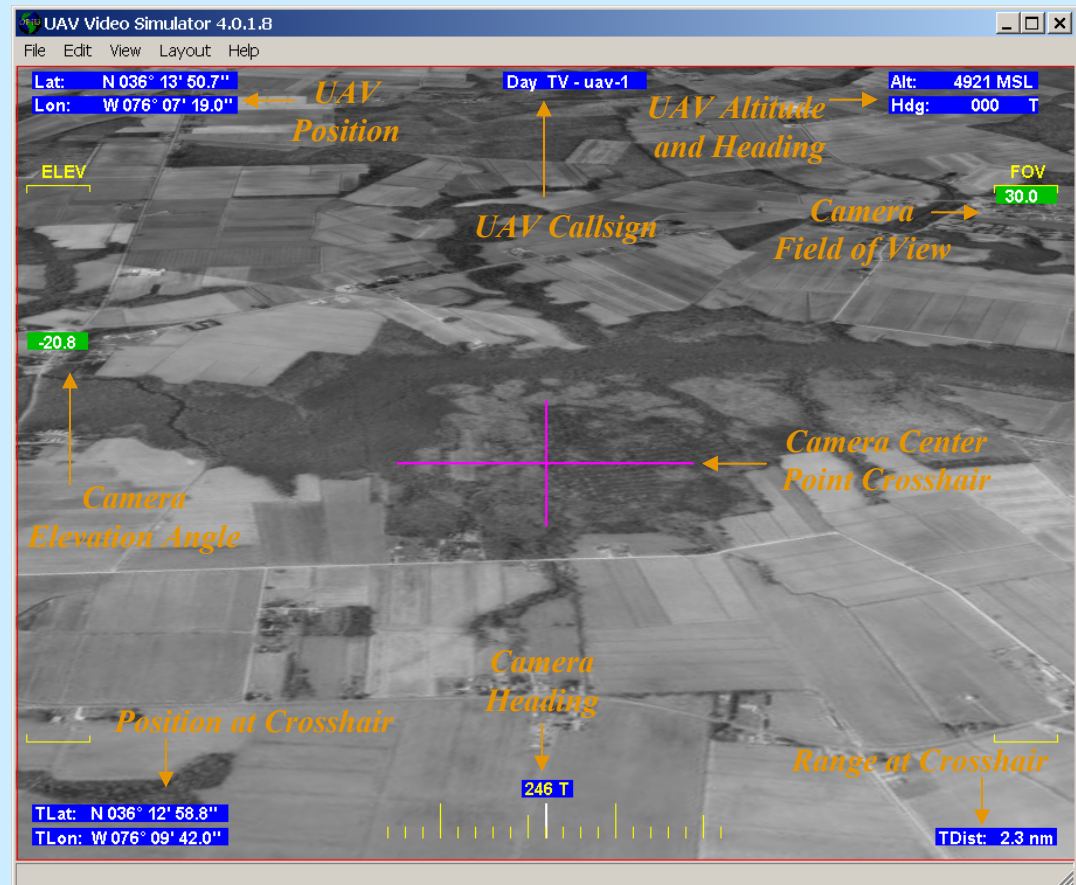 UAV Video Simulator 4.0.1.8
File Edit View Layout Help
Lat: N 036° 13' 50.7"
Lon: W 076° 07' 19.0"
UAV
Position
Day TV - uav-1
UAV Callsign
UAV Altitude
and Heading
Alt: 4921 MSL
Hdg: 000 T
ELEV
FOV
30.0
Camera
Field of View
-20.8
Camera
Elevation Angle
Camera Center
Point Crosshair
Camera
Heading
246 T
Position at Crosshair
TLat: N 036° 12' 58.8"
TLon: W 076° 09' 42.0"
Range at Crosshair
TDist: 2.3 nm